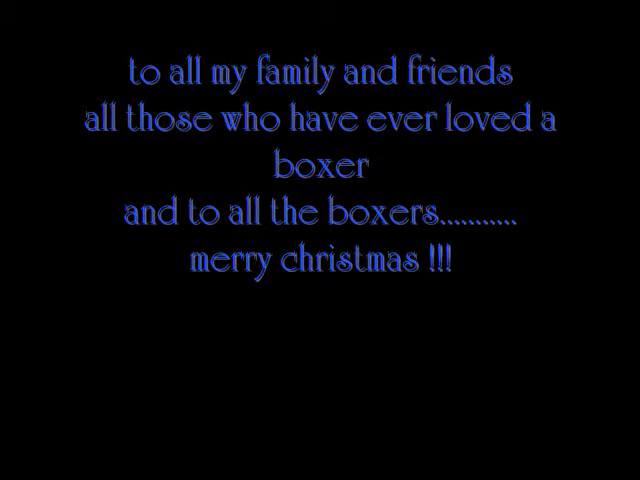 to all my family and friends
all those who have ever loved a
boxer
and to all the boxers...........
merry christmas !!!